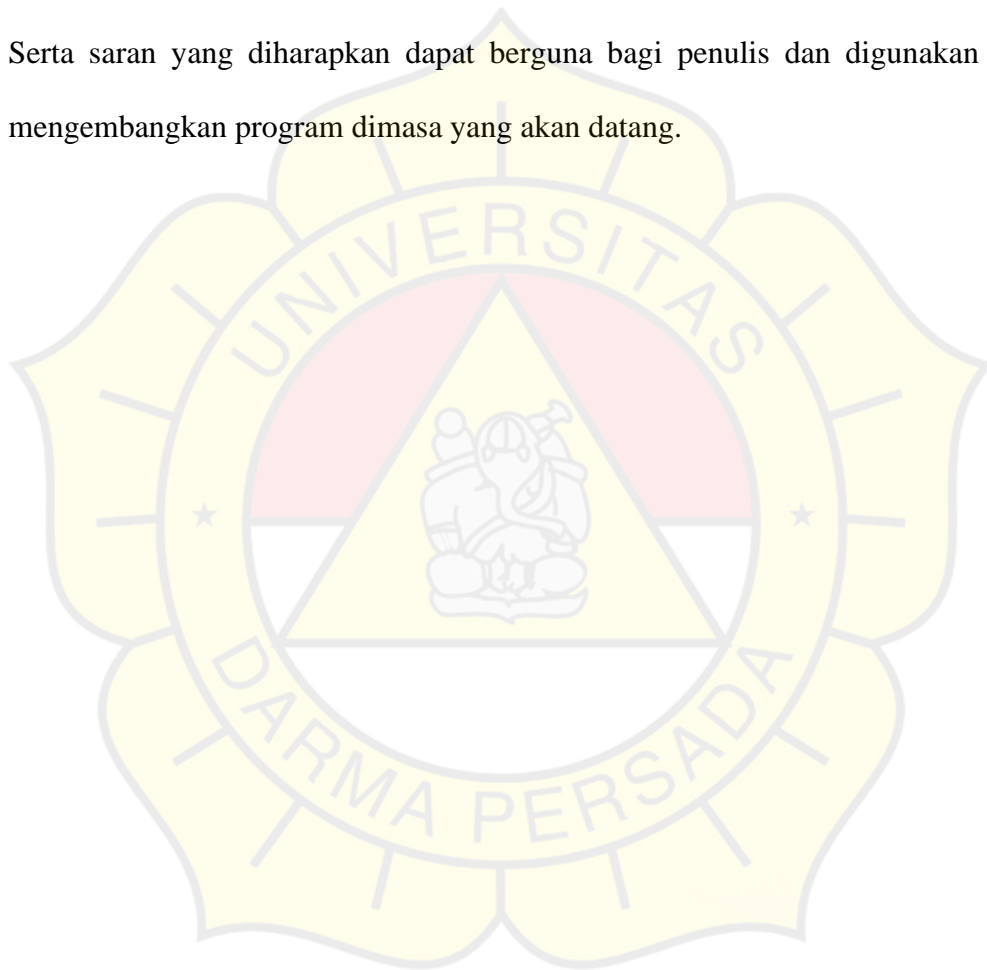 Serta saran yang diharapkan dapat berguna bagi penulis dan digunakan
mengembangkan program dimasa yang akan datang.
UNIVERSITAS
DARMA PERSADA